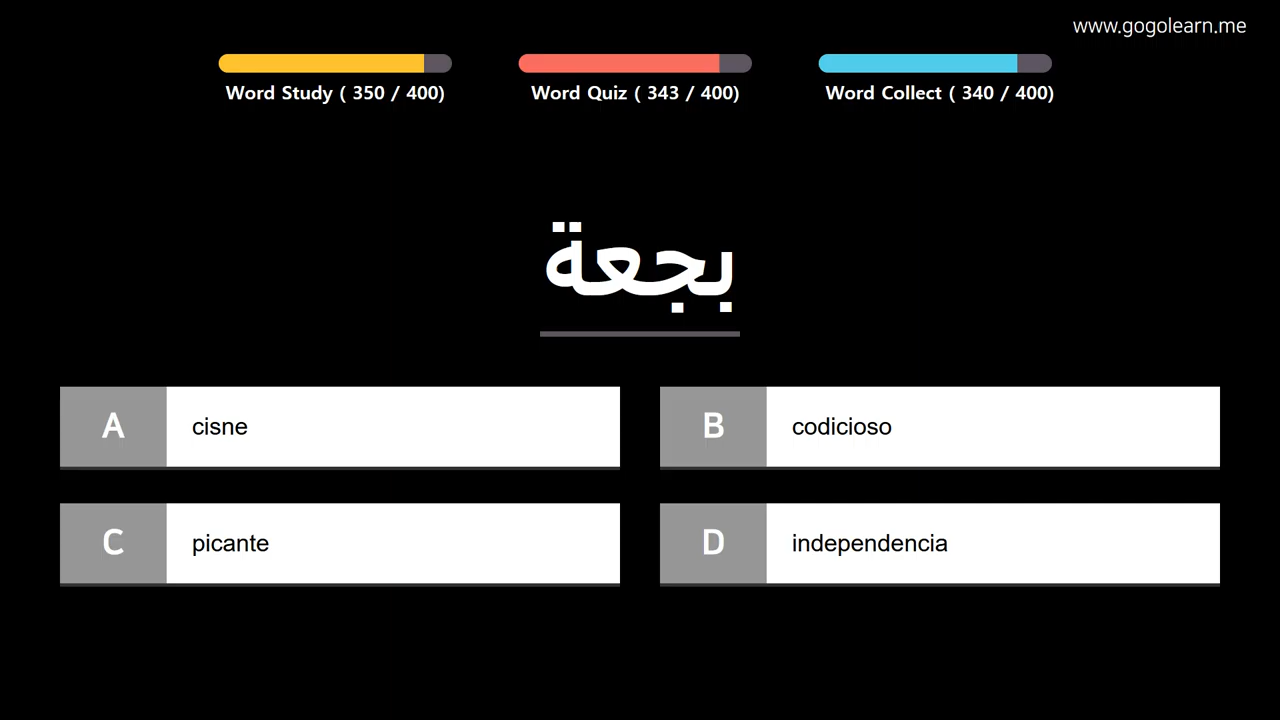 www.gogolearn.me
Word Study ( 350 / 400)
Word Quiz ( 343 / 400)
Word Collect ( 340 / 400)
بجعة
A
cisne
B
codicioso
C
picante
D
independencia